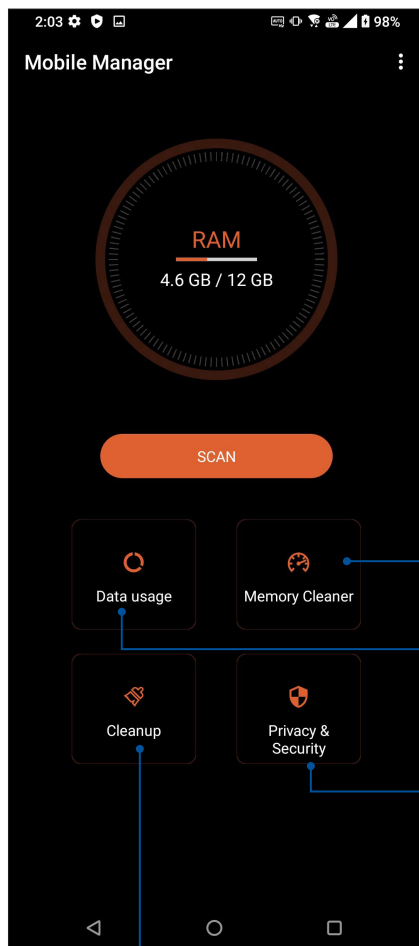 2:03 98%
Mobile Manager
RAM
4.6 GB / 12 GB
SCAN
Data usage
Memory Cleaner
Cleanup
Privacy &
Security